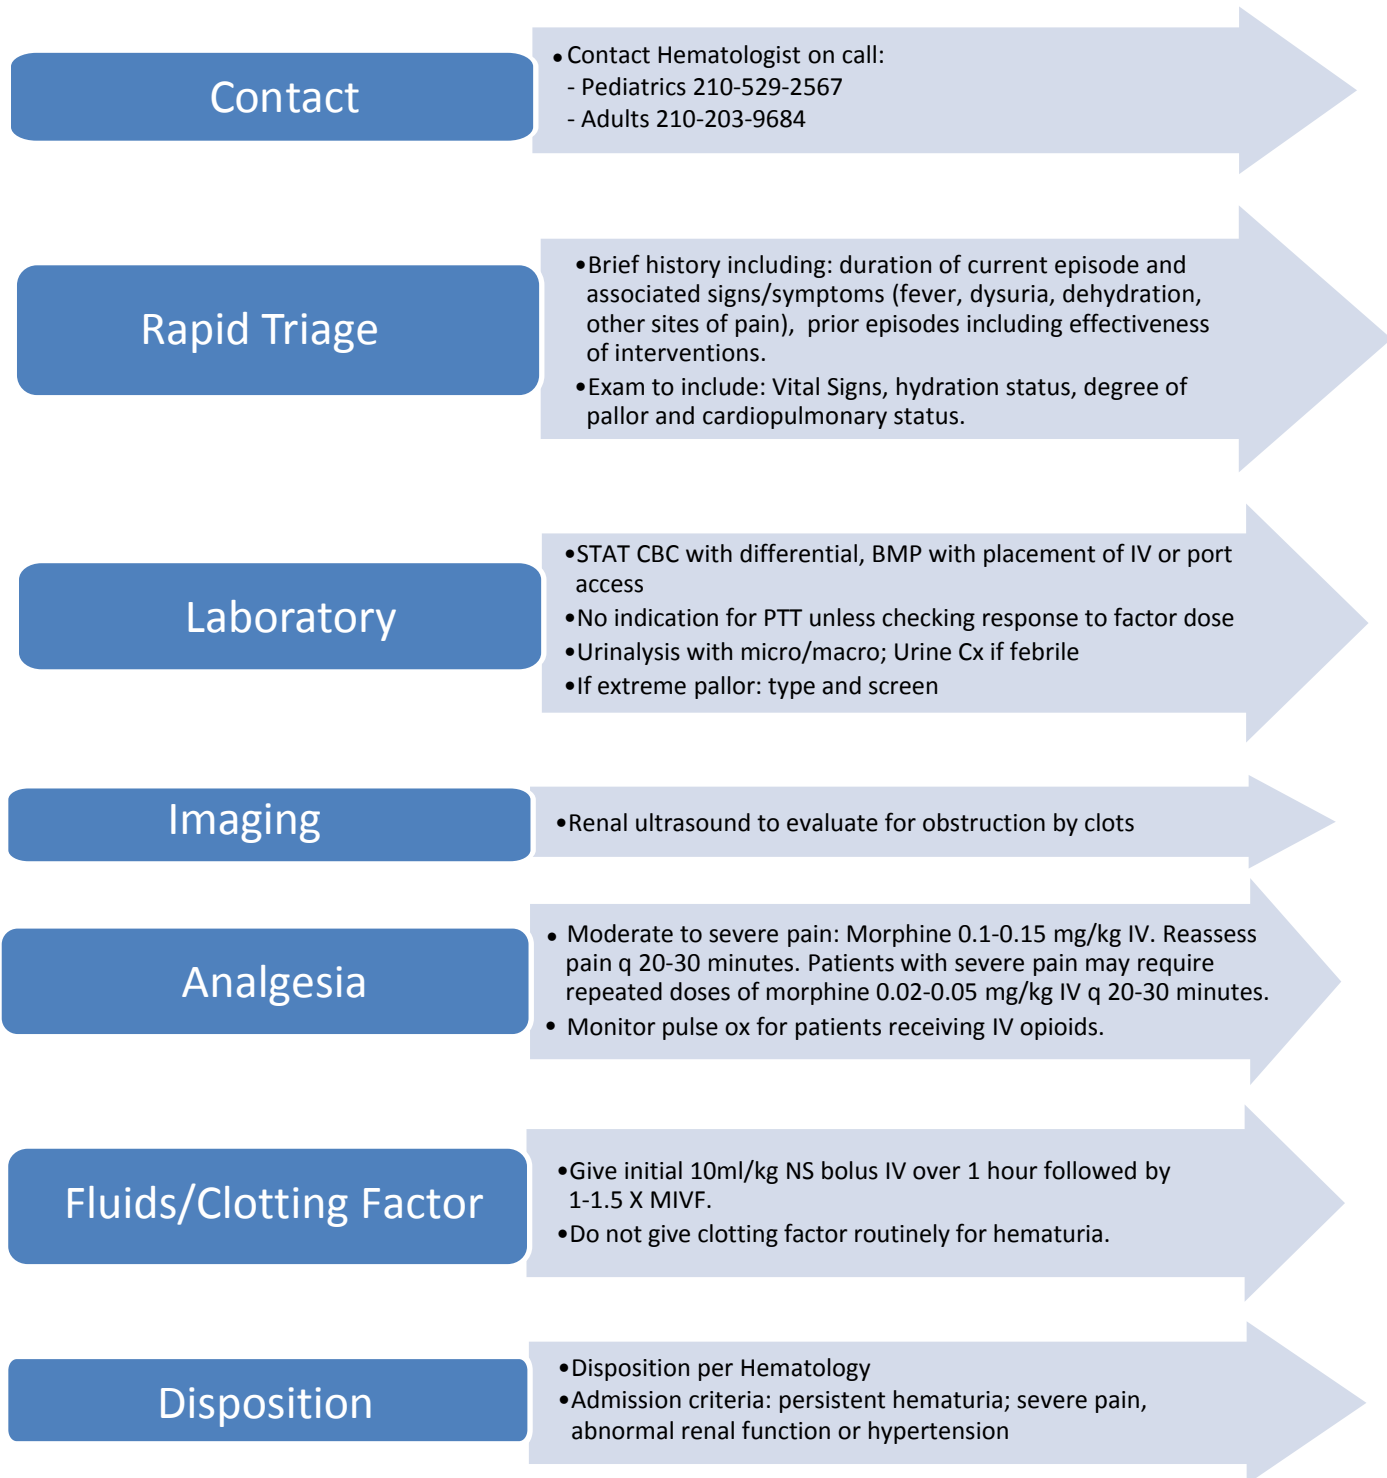 Contact
• Contact Hematologist on call:
- Pediatrics 210-529-2567
- Adults 210-203-9684
Rapid Triage
•Brief history including: duration of current episode and
associated signs/symptoms (fever, dysuria, dehydration,
other sites of pain), prior episodes including effectiveness
of interventions.
•Exam to include: Vital Signs, hydration status, degree of
pallor and cardiopulmonary status.
Laboratory
•STAT CBC with differential, BMP with placement of IV or port
access
•No indication for PTT unless checking response to factor dose
•Urinalysis with micro/macro; Urine Cx if febrile
•If extreme pallor: type and screen
Imaging
•Renal ultrasound to evaluate for obstruction by clots
Analgesia
• Moderate to severe pain: Morphine 0.1-0.15 mg/kg IV. Reassess
pain q 20-30 minutes. Patients with severe pain may require
repeated doses of morphine 0.02-0.05 mg/kg IV q 20-30 minutes.
• Monitor pulse ox for patients receiving IV opioids.
Fluids/Clotting Factor
•Give initial 10ml/kg NS bolus IV over 1 hour followed by
1-1.5 X MIVF.
•Do not give clotting factor routinely for hematuria.
Disposition
•Disposition per Hematology
•Admission criteria: persistent hematuria; severe pain,
abnormal renal function or hypertension